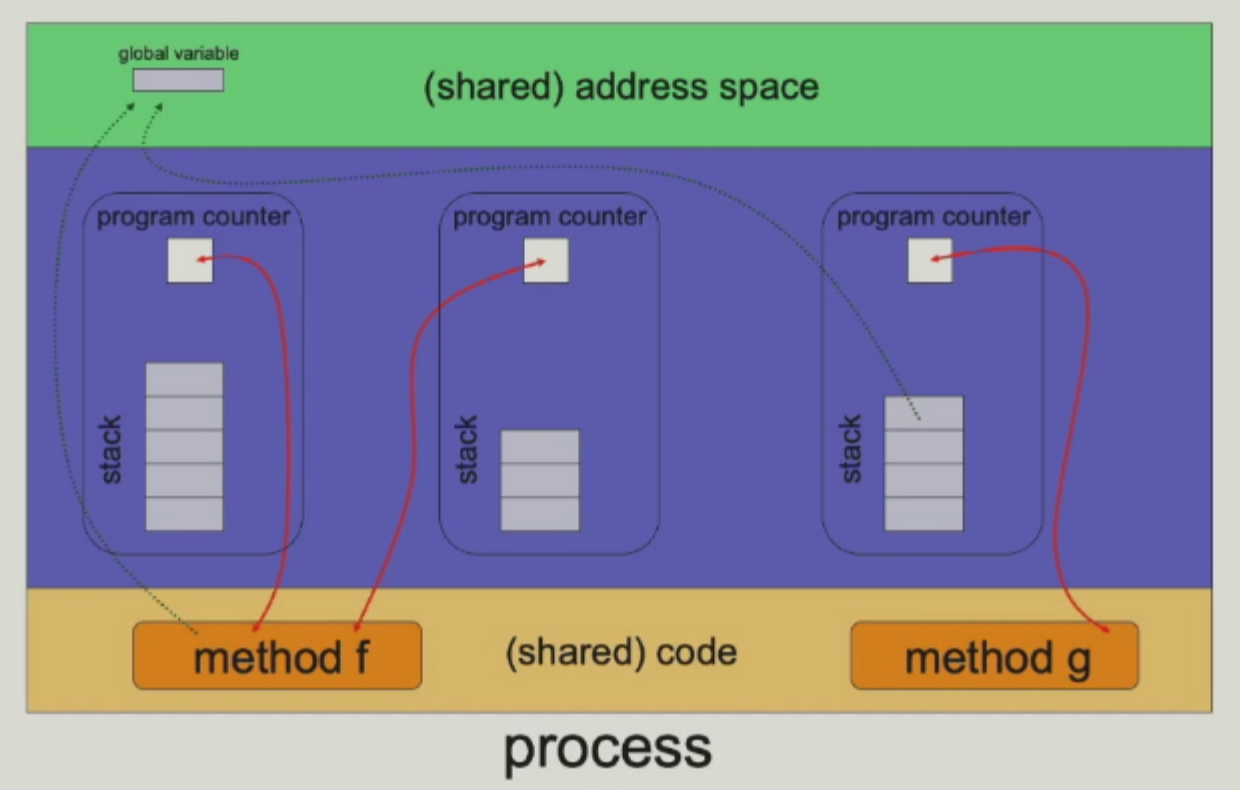 global variable
(shared) address space
program counter
program counter
program counter
stack
stack
stack
method f
(shared) code
method g
process